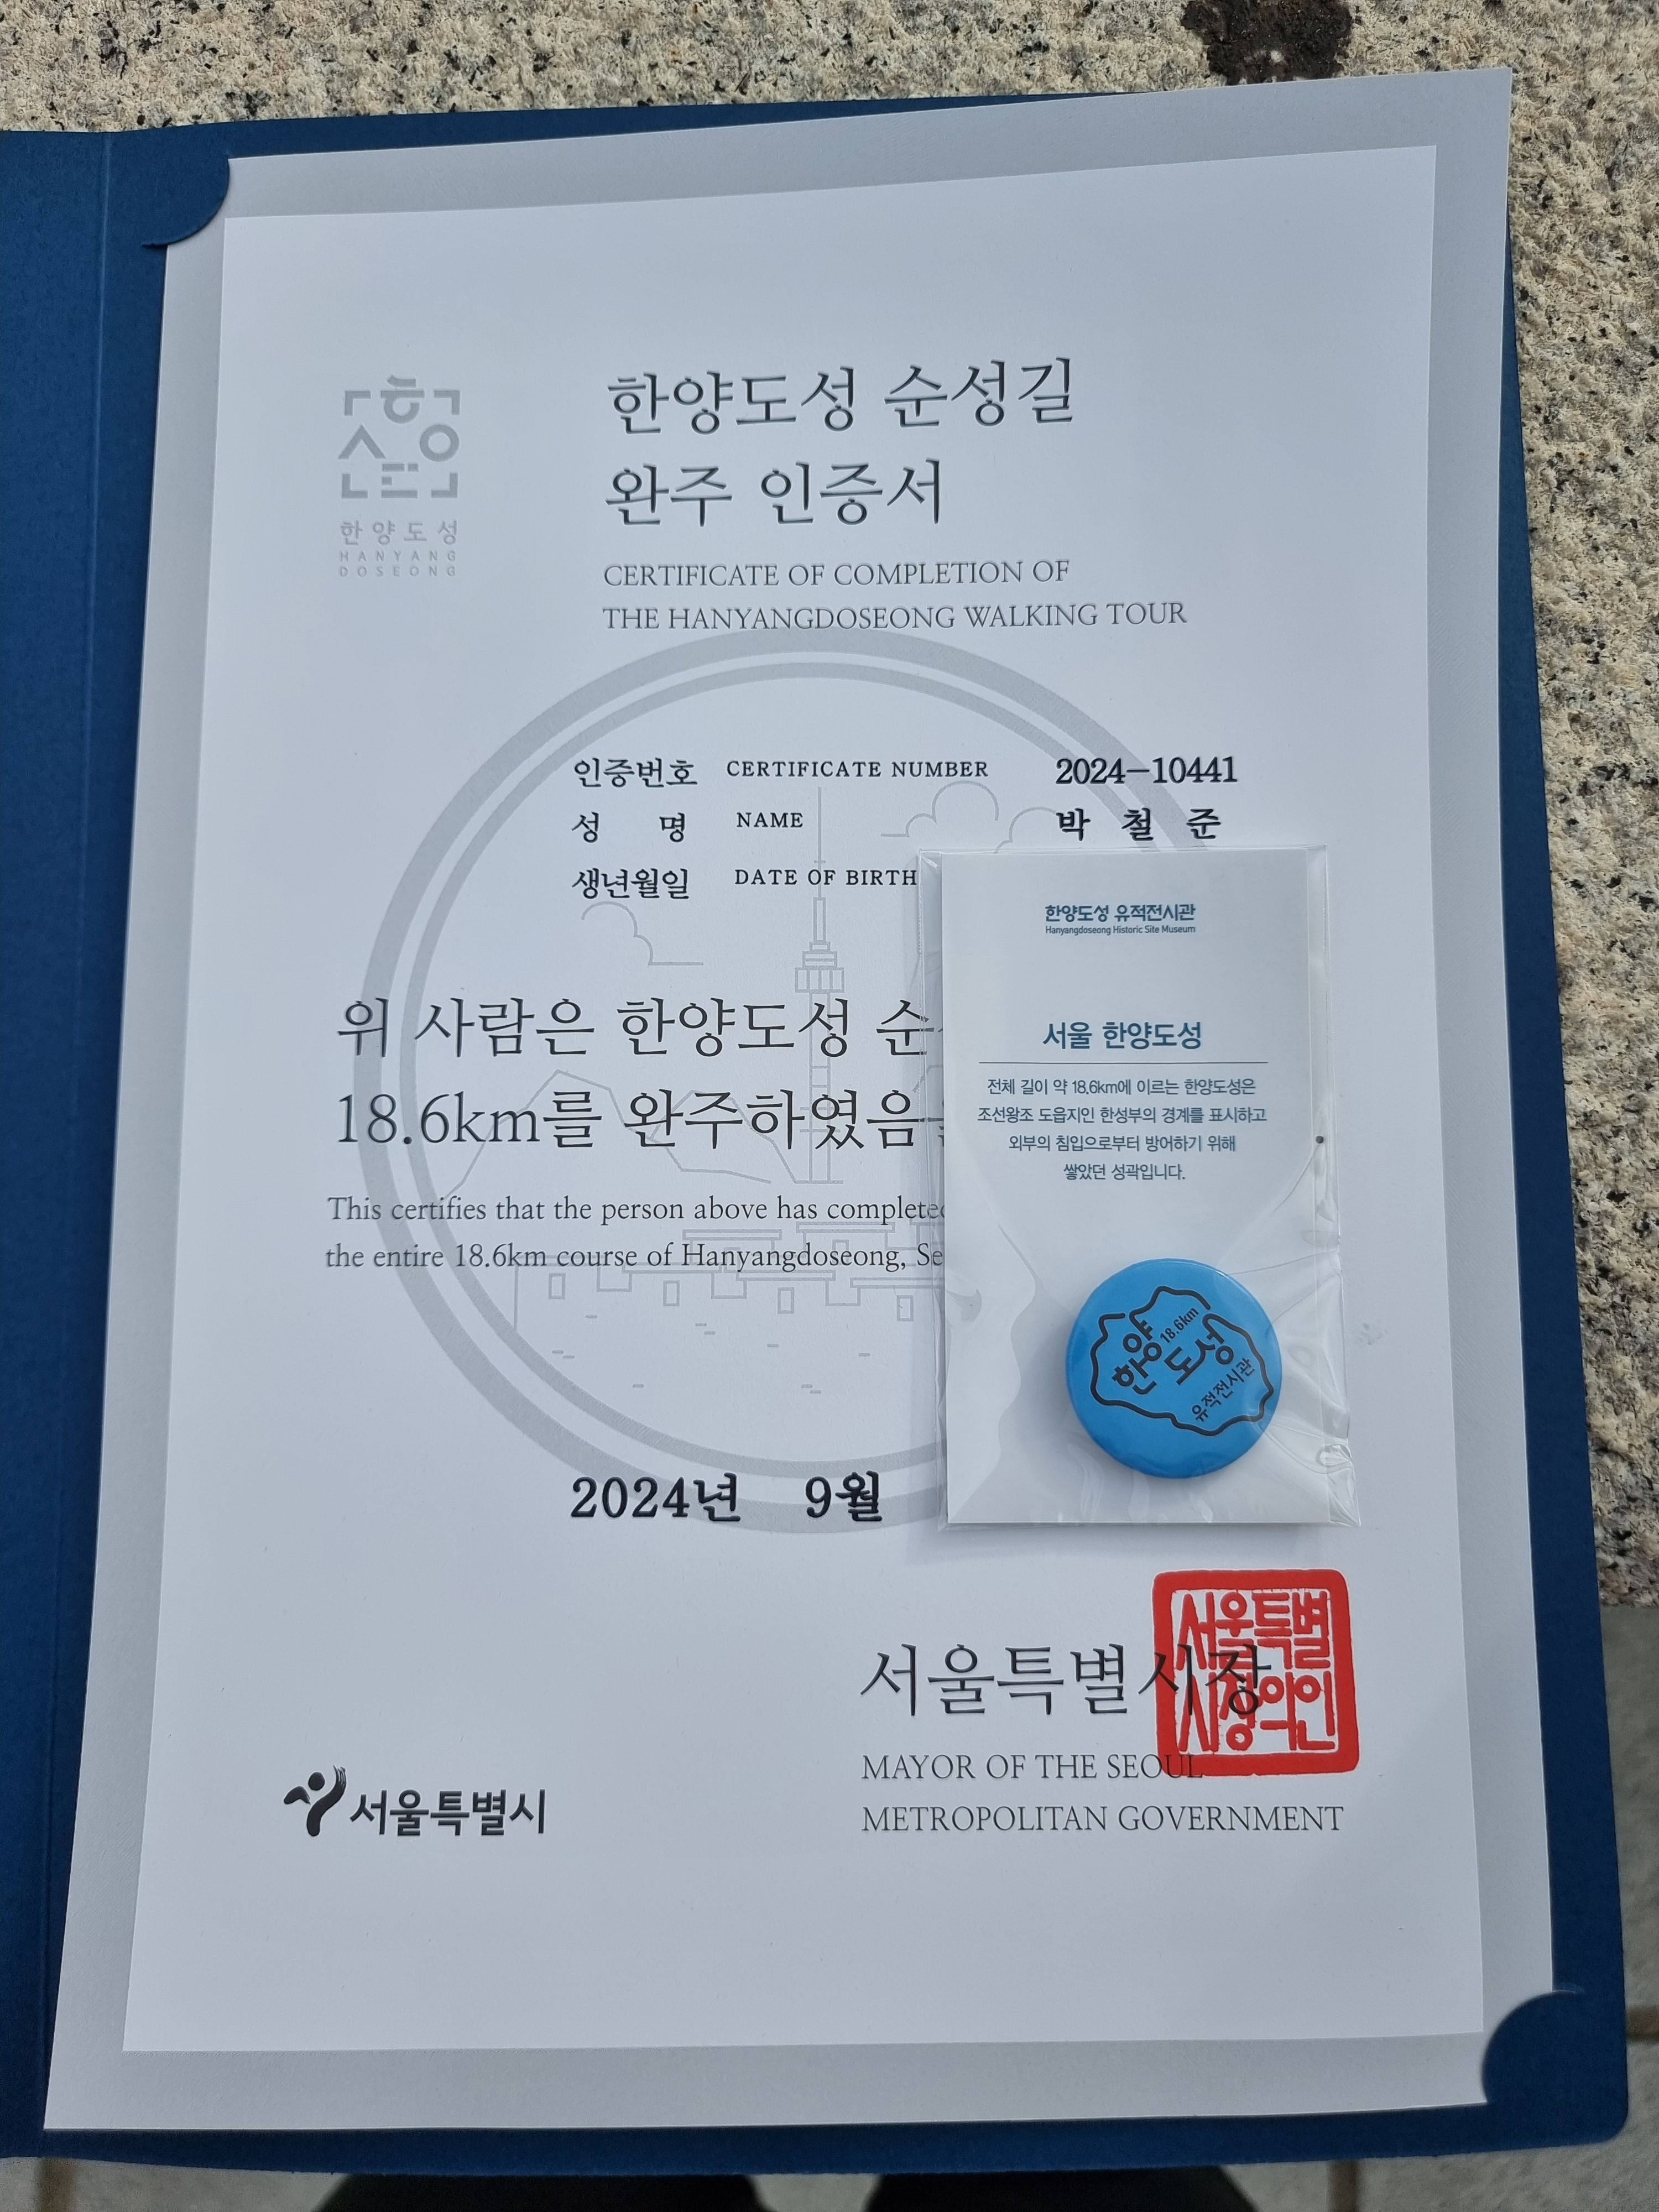 한양도성 순성길
완주 인증서
CERTIFICATE OF COMPLETION OF
THE HANYANGDOSEONG WALKING TOUR
한양도성
HANYANG
DOSEONG
인증번호 CERTIFICATE NUMBER 2024-10441
성 명 NAME 박 철 준
생년월일 DATE OF BIRTH
위 사람은 한양도성 순
18.6km를 완주하였음
This certifies that the person above has completed
the entire 18.6km course of Hanyangdoseong, Se
한양도성 유적전시관
Hanyangdoseong Historic Site Museum
서울 한양도성
전체 길이 약 18.6km에 이르는 한양도성은
조선왕조 도읍지인 한성부의 경계를 표시하고
외부의 침입으로부터 방어하기 위해
쌓았던 성곽입니다.
18.6km
한양
도성
유적전시관
2024년 9월
서울특별시장
서울특별
시장의인
MAYOR OF THE SEOUL
METROPOLITAN GOVERNMENT
서울특별시